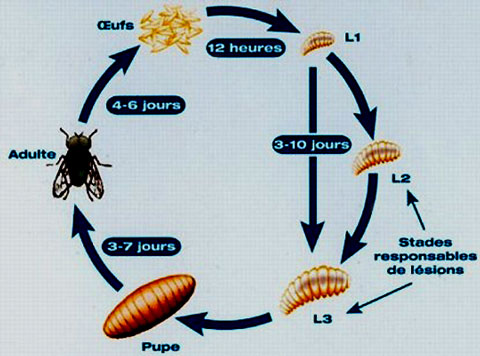 Œufs
12 heures
L1
3-10 jours
L2
Stades
responsables
de lésions
L3
Pupe
3-7 jours
Adulte
4-6 jours